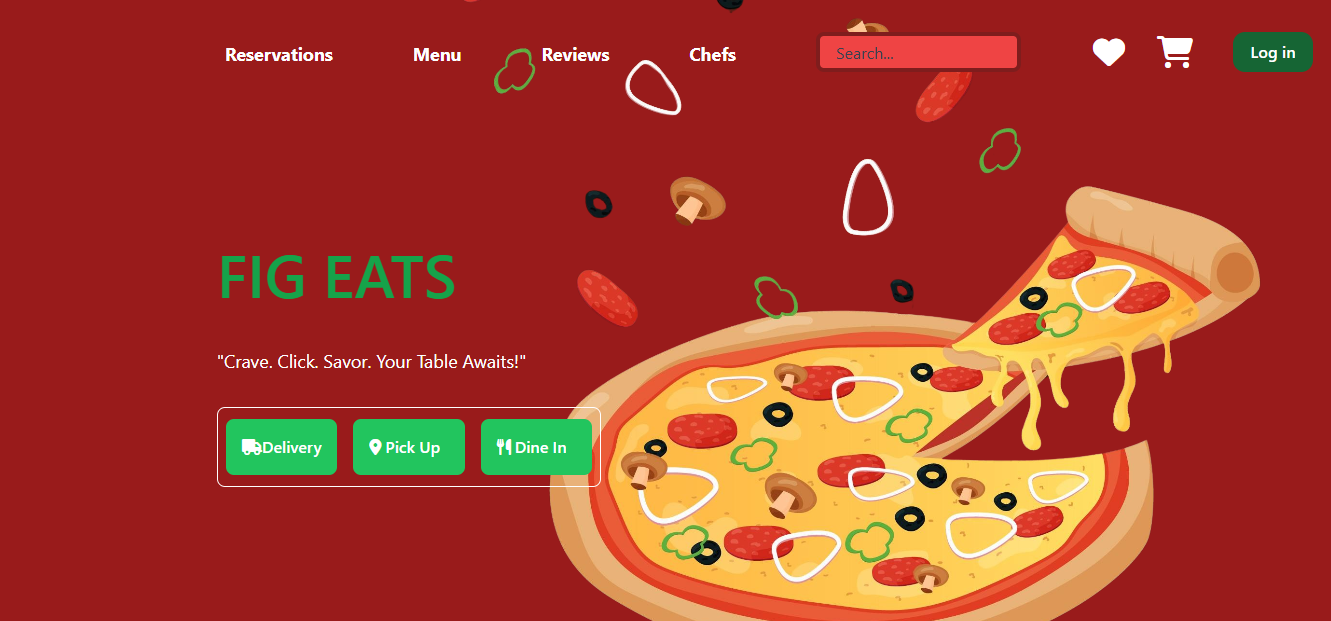 Reservations Menu Reviews Chefs Search... Log in
FIG EATS
"Crave. Click. Savor. Your Table Awaits!"
Delivery Pick Up Dine In